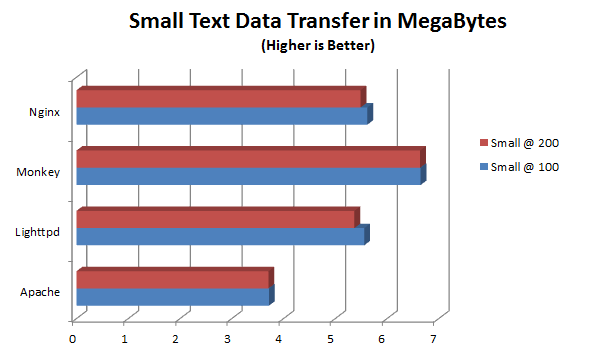 Small Text Data Transfer in MegaBytes
(Higher is Better)
Nginx
Monkey
Lighttpd
Apache
Small @ 200
Small @ 100
0 1 2 3 4 5 6 7